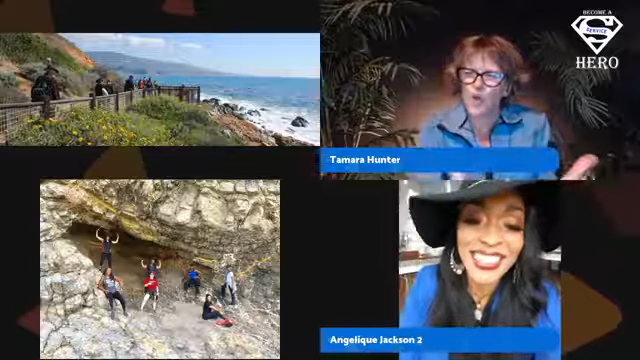 BECOME A
SERVICE
HERO
Tamara Hunter
Angelique Jackson 2